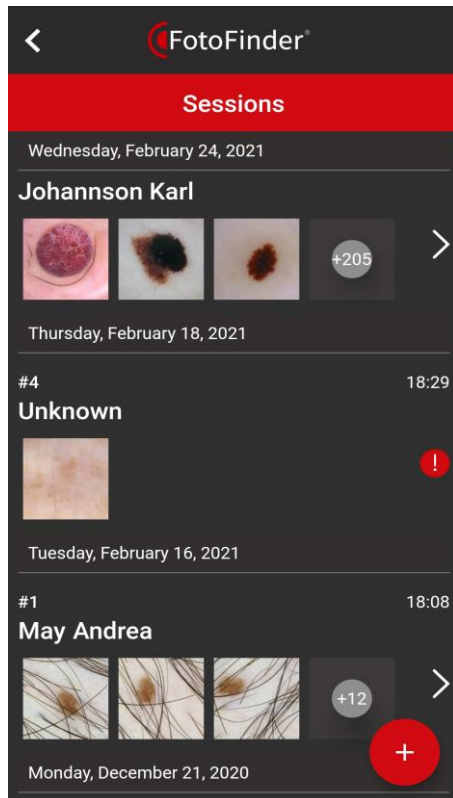 FotoFinder®
Sessions
Wednesday, February 24, 2021
Johannson Karl
+205
Thursday, February 18, 2021
#4 18:29
Unknown
!
Tuesday, February 16, 2021
#1 18:08
May Andrea
+12
+
Monday, December 21, 2020